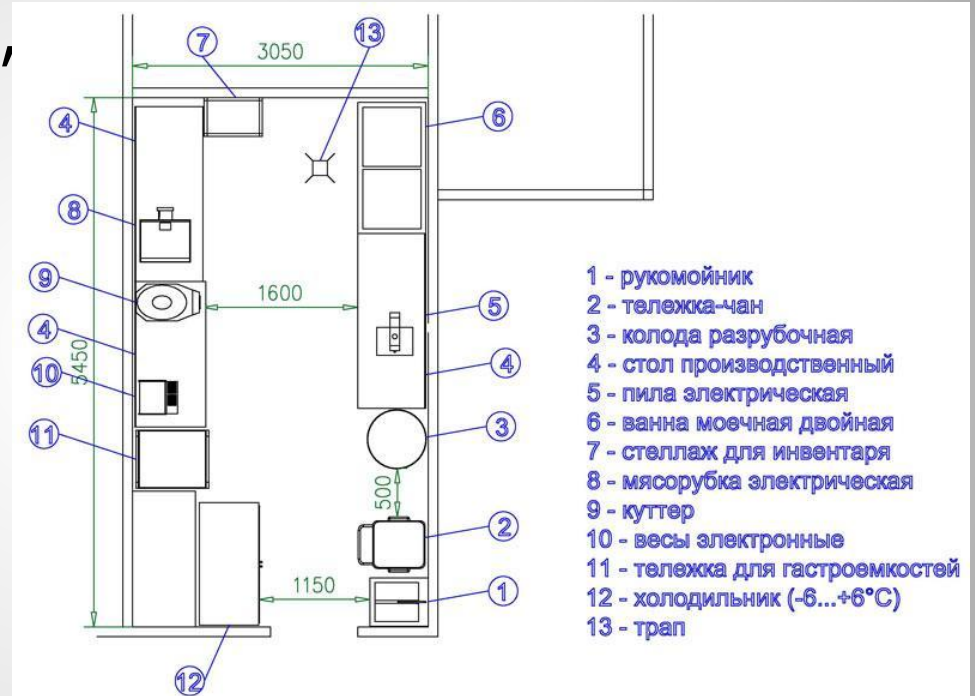 ,
7
3050
13
4
6
8
9
1600
5
4
5450
10
4
11
3
500
2
1150
1
12
1 - рукомойник
2 - тележка-чан
3 - колода разрубочная
4 - стол производственный
5 - пила электрическая
6 - ванна моечная двойная
7 - стеллаж для инвентаря
8 - мясорубка электрическая
9 - куттер
10 - весы электронные
11 - тележка для гастроемкостей
12 - холодильник (-6...+6°С)
13 - трап